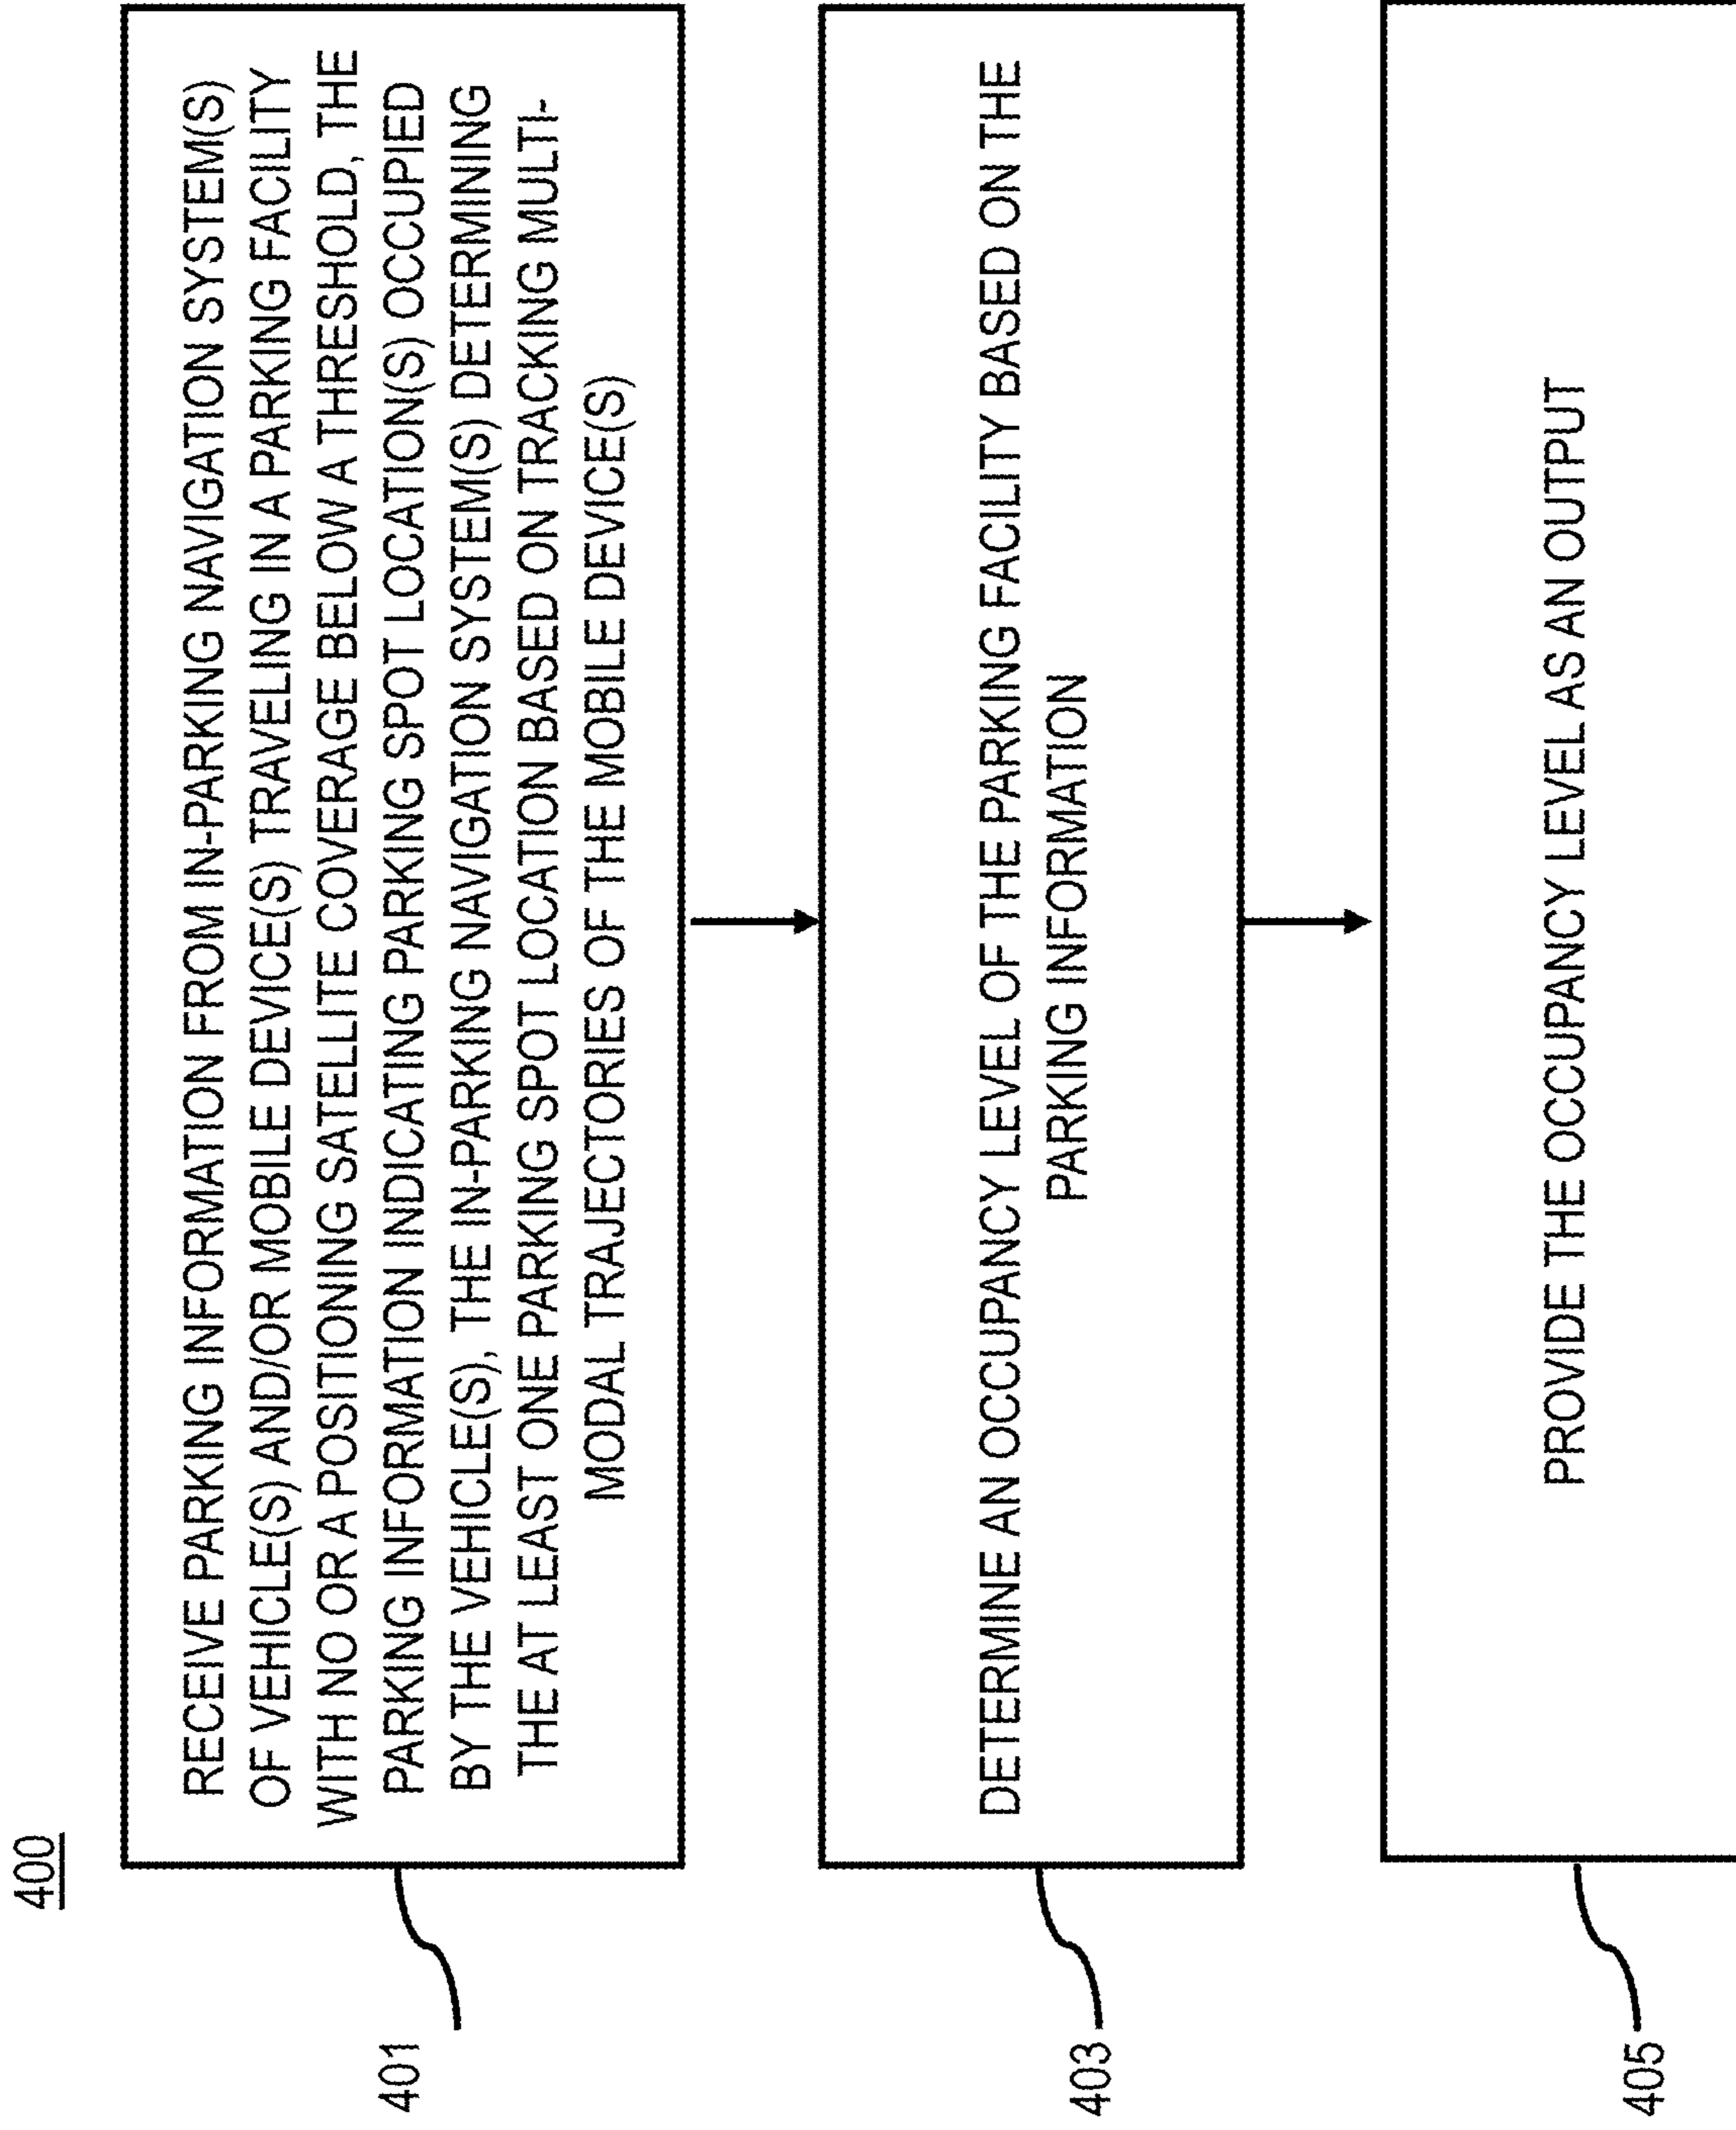 400
401
RECEIVE PARKING INFORMATION FROM IN-PARKING NAVIGATION SYSTEM(S)
OF VEHICLE(S) AND/OR MOBILE DEVICE(S) TRAVELING IN A PARKING FACILITY
WITH NO OR A POSITIONING SATELLITE COVERAGE BELOW A THRESHOLD, THE
PARKING INFORMATION INDICATING PARKING SPOT LOCATION(S) OCCUPIED
BY THE VEHICLE(S), THE IN-PARKING NAVIGATION SYSTEM(S) DETERMINING
THE AT LEAST ONE PARKING SPOT LOCATION BASED ON TRACKING MULTI-
MODAL TRAJECTORIES OF THE MOBILE DEVICE(S)
403
DETERMINE AN OCCUPANCY LEVEL OF THE PARKING FACILITY BASED ON THE
PARKING INFORMATION
405
PROVIDE THE OCCUPANCY LEVEL AS AN OUTPUT